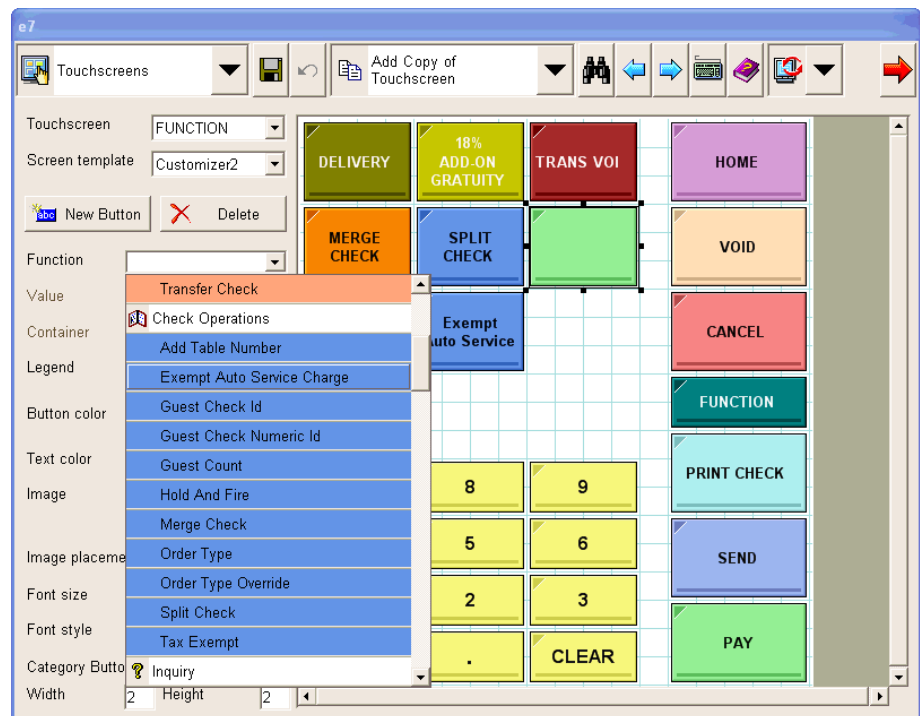 e7
Touchscreens
Add Copy of
Touchscreen
Touchscreen
FUNCTION
Screen template
Customizer2
abc New Button
Delete
Function
Value
Container
Legend
Button color
Text color
Image
Image placeme
Font size
Font style
Category Butto
Width 2 Height 2
Transfer Check
Check Operations
Add Table Number
Exempt Auto Service Charge
Guest Check Id
Guest Check Numeric Id
Guest Count
Hold And Fire
Merge Check
Order Type
Order Type Override
Split Check
Tax Exempt
Inquiry
DELIVERY
18%
ADD-ON
GRATUITY
TRANS VOI
HOME
MERGE
CHECK
SPLIT
CHECK
VOID
Exempt
uto Service
CANCEL
FUNCTION
8
9
PRINT CHECK
5
6
SEND
2
3
.
CLEAR
PAY